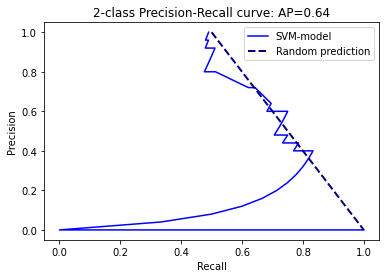 2-class Precision-Recall curve: AP=0.64
SVM-model
Random prediction
Precision
1.0
0.8
0.6
0.4
0.2
0.0
0.0 0.2 0.4 0.6 0.8 1.0
Recall